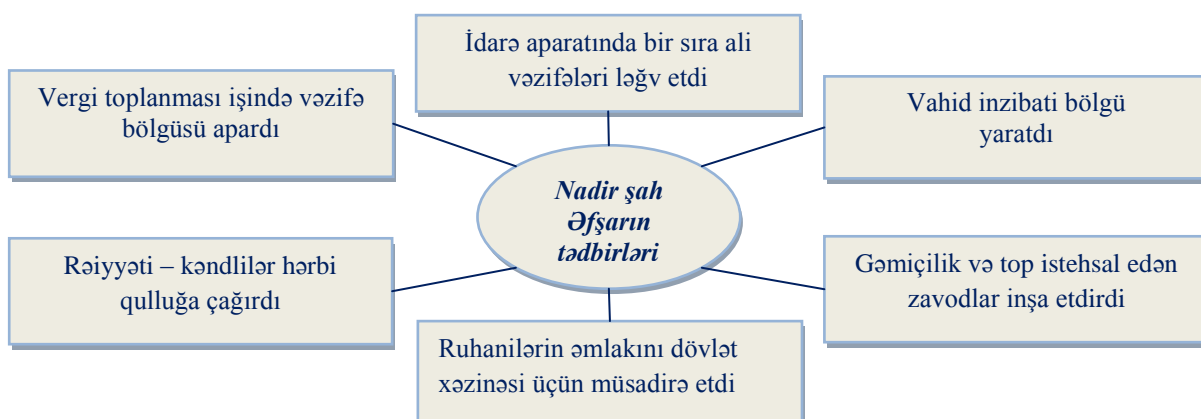 İdarə aparatında bir sıra ali
vəzifələri ləğv etdi
Vergi toplanması işində vəzifə
bölgüsü apardı
Vahid inzibati bölgü
yaratdı
Nadir şah
Əfşarın
tədbirləri
Rəiyyəti – kəndlilər hərbi
qulluğa çağırdı
Gəmiçilik və top istehsal edən
zavodlar inşa etdirdi
Ruhanilərin əmlakını dövlət
xəzinəsi üçün müsadirə etdi